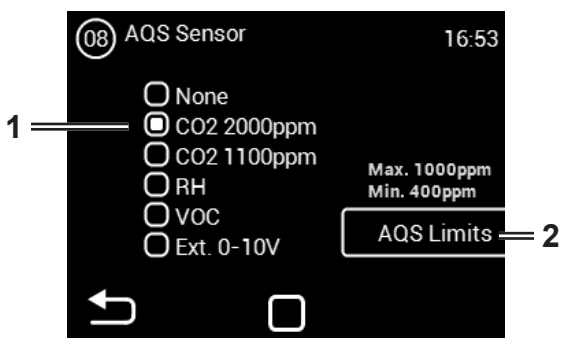 08 AQS Sensor 16:53
None
1 CO2 2000ppm
CO2 1100ppm
Max. 1000ppm
RH
Min. 400ppm
VOC
AQS Limits 2
Ext. 0-10V